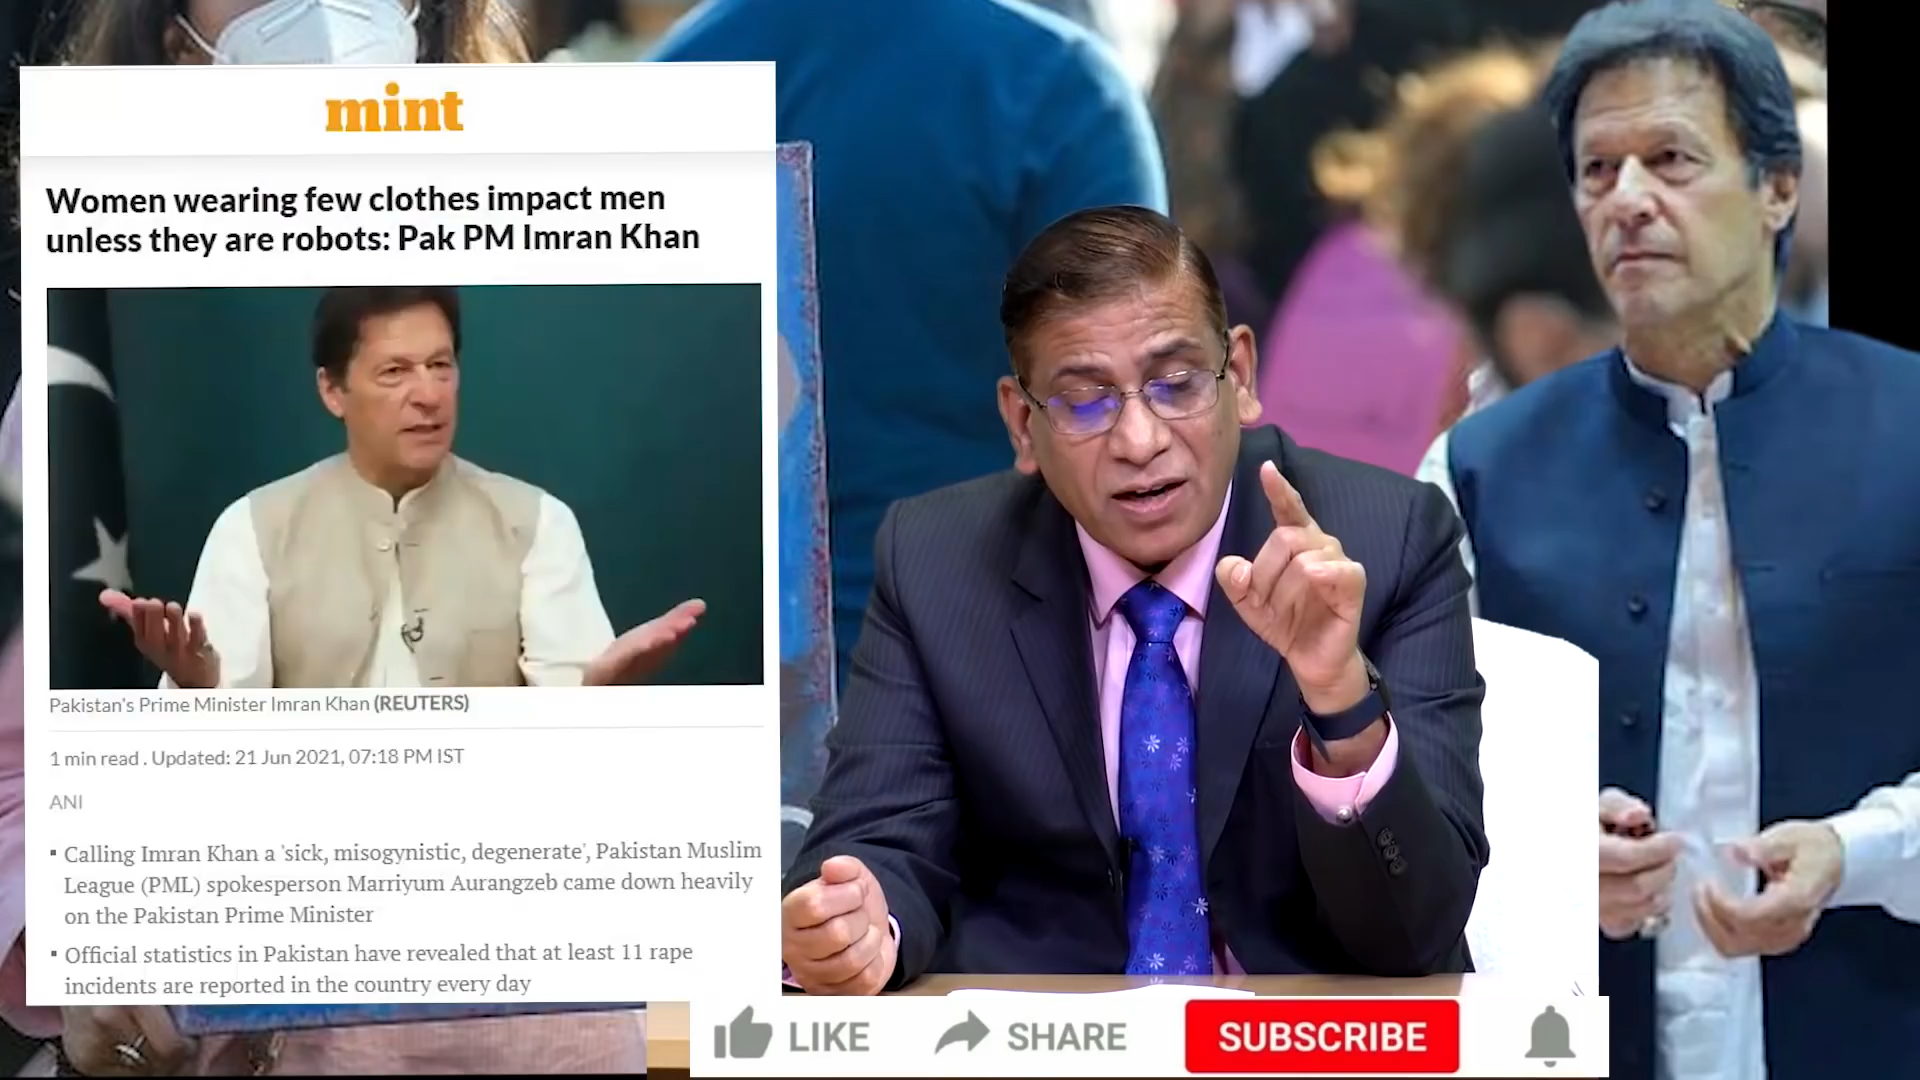 mint
Women wearing few clothes impact men
unless they are robots: Pak PM Imran Khan
Pakistan's Prime Minister Imran Khan (REUTERS)
1 min read . Updated: 21 Jun 2021, 07:18 PM IST
ANI
▪ Calling Imran Khan a 'sick, misogynistic, degenerate', Pakistan Muslim
League (PML) spokesperson Marriyum Aurangzeb came down heavily
on the Pakistan Prime Minister
▪ Official statistics in Pakistan have revealed that at least 11 rape
incidents are reported in the country every day
LIKE SHARE SUBSCRIBE